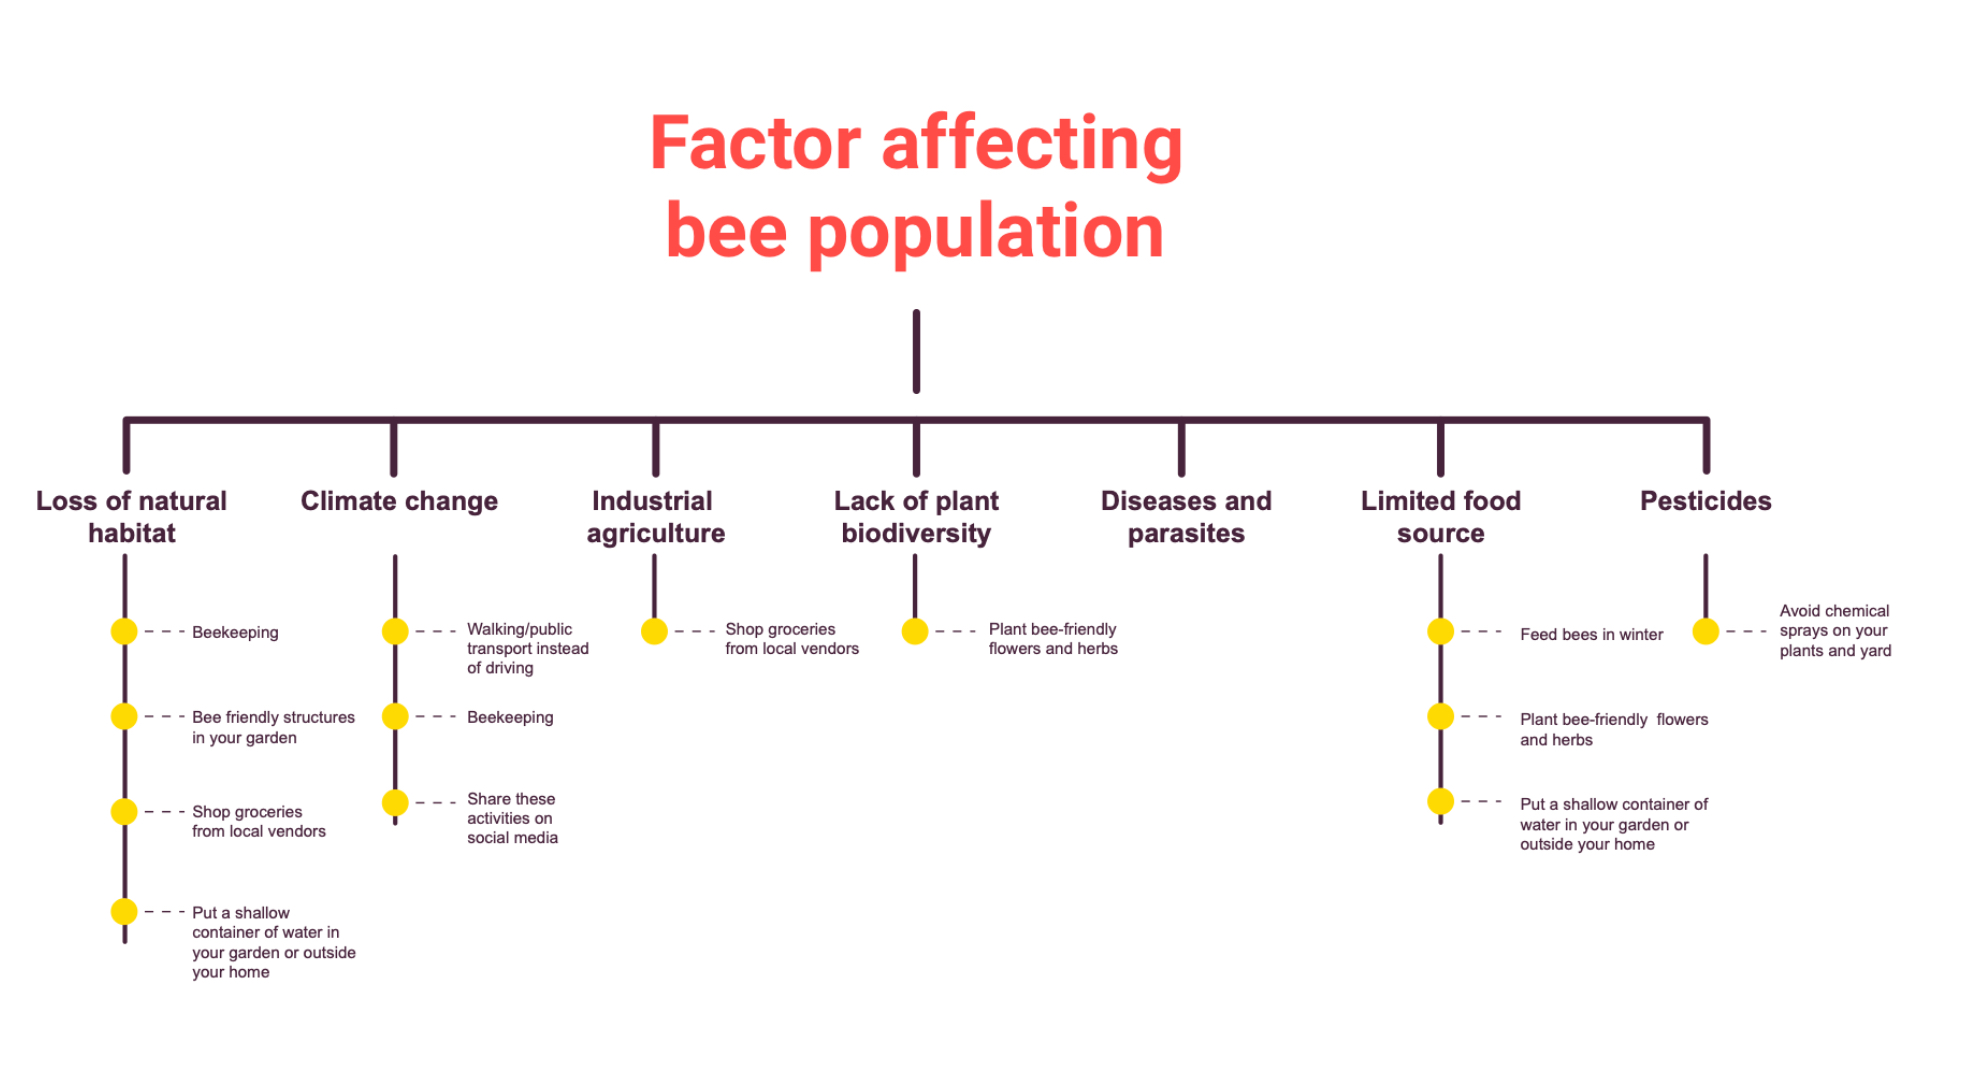 Factor affecting
bee population
Loss of natural
habitat
Beekeeping
Bee friendly structures
in your garden
Shop groceries
from local vendors
Put a shallow
container of water in
your garden or outside
your home
Climate change
Walking/public
transport instead
of driving
Beekeeping
Share these
activities on
social media
Industrial
agriculture
Shop groceries
from local vendors
Lack of plant
biodiversity
Plant bee-friendly
flowers and herbs
Diseases and
parasites
Limited food
source
Feed bees in winter
Plant bee-friendly  flowers
and herbs
Put a shallow container of
water in your garden or
outside your home
Pesticides
Avoid chemical
sprays on your
plants and yard